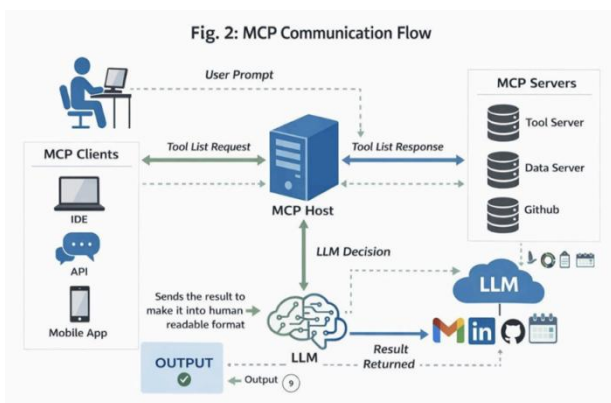 Fig. 2: MCP Communication Flow
User Prompt
MCP Servers
Tool Server
Data Server
Github
MCP Clients
IDE
API
Mobile App
Tool List Request
Tool List Response
MCP Host
LLM Decision
Sends the result to
make it into human
readable format
LLM
LLM
in
Result
Returned
OUTPUT
Output 9